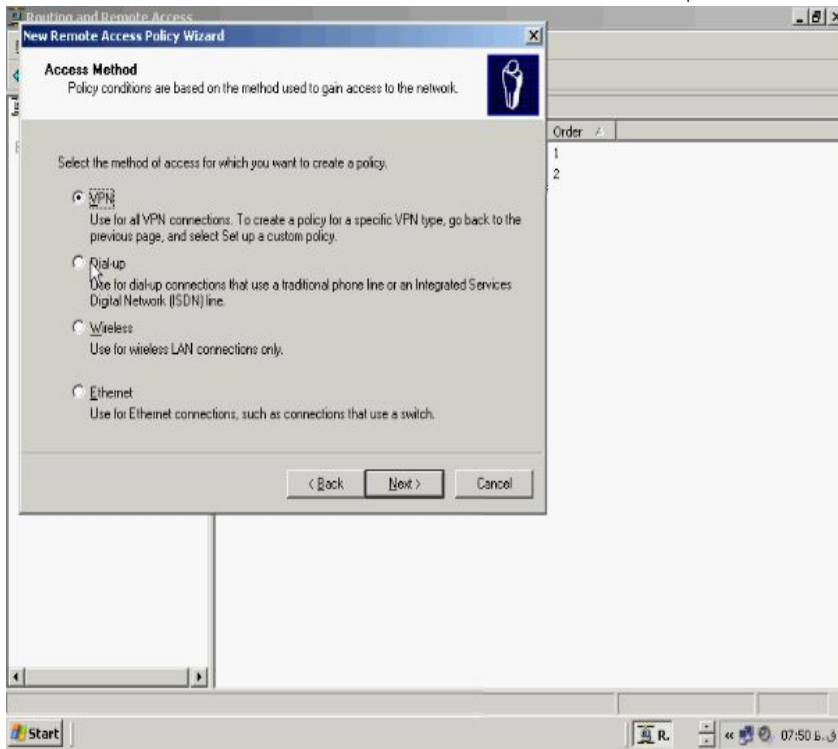 Routing and Remote Access
New Remote Access Policy Wizard
Access Method
Policy conditions are based on the method used to gain access to the network.
Order
1
2
Select the method of access for which you want to create a policy.
VPN
Use for all VPN connections. To create a policy for a specific VPN type, go back to the
previous page, and select Set up a custom policy.
Dial-up
Use for dial-up connections that use a traditional phone line or an Integrated Services
Digital Network (ISDN) line.
Wireless
Use for wireless LAN connections only.
Ethernet
Use for Ethernet connections, such as connections that use a switch.
< Back Next > Cancel
Start R. « 07:50